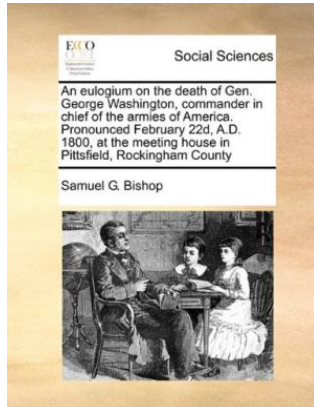 ECCO
Social Sciences
An eulogium on the death of Gen.
George Washington, commander in
chief of the armies of America.
Pronounced February 22d, A.D.
1800, at the meeting house in
Pittsfield, Rockingham County
Samuel G. Bishop